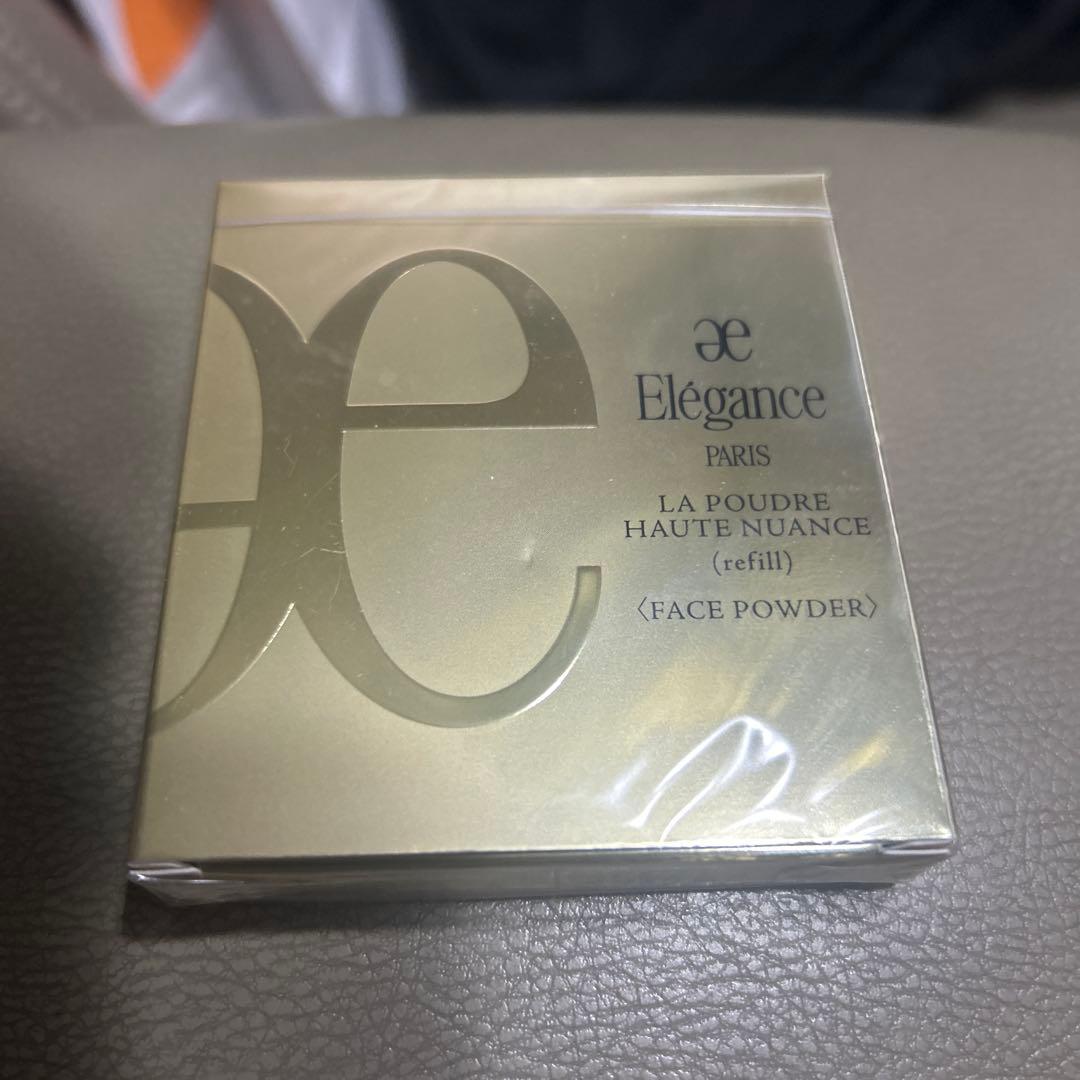 Elégance
PARIS
LA POUDRE
HAUTE NUANCE
(refill)
〈FACE POWDER〉